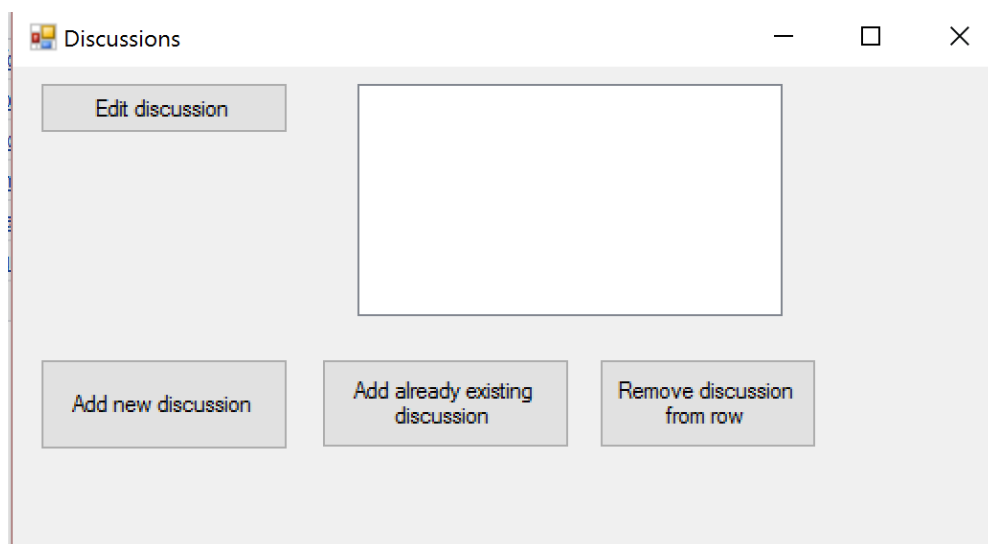 Discussions
Edit discussion
Add new discussion
Add already existing
discussion
Remove discussion
from row